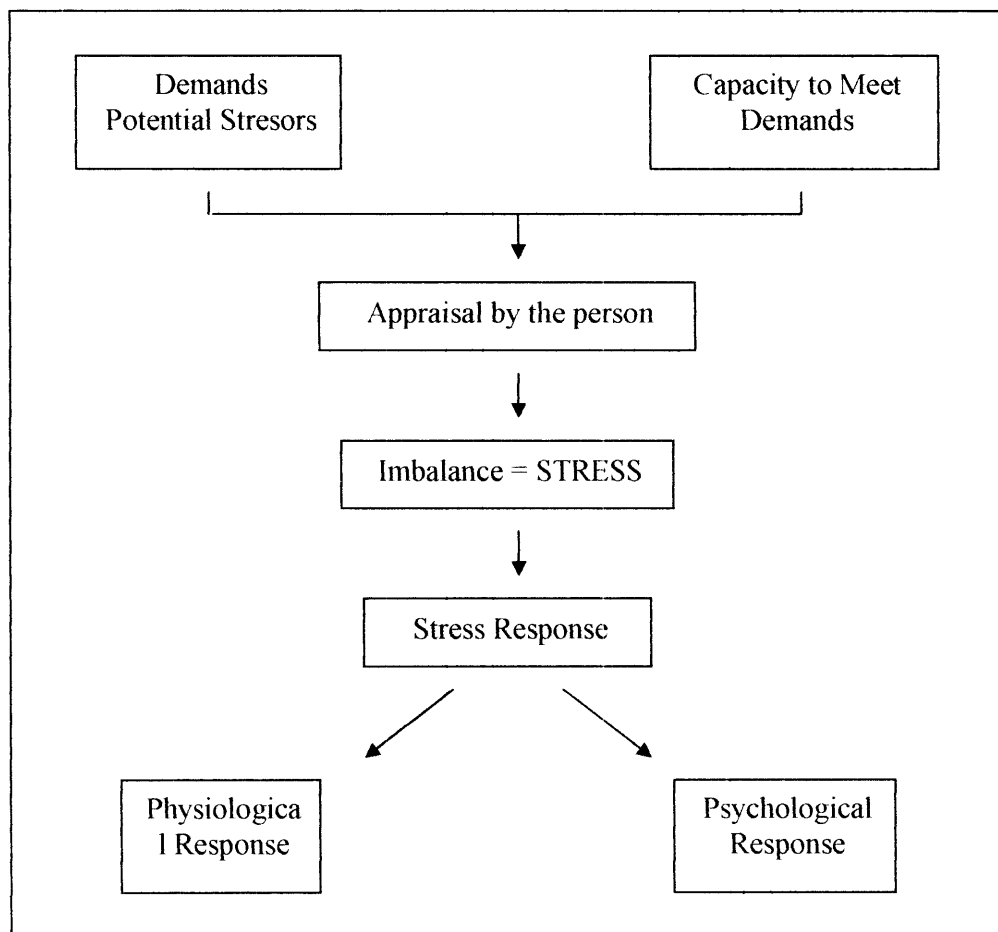 Demands
Potential Stresors
Capacity to Meet
Demands
Appraisal by the person
Imbalance = STRESS
Stress Response
Physiologica
l Response
Psychological
Response